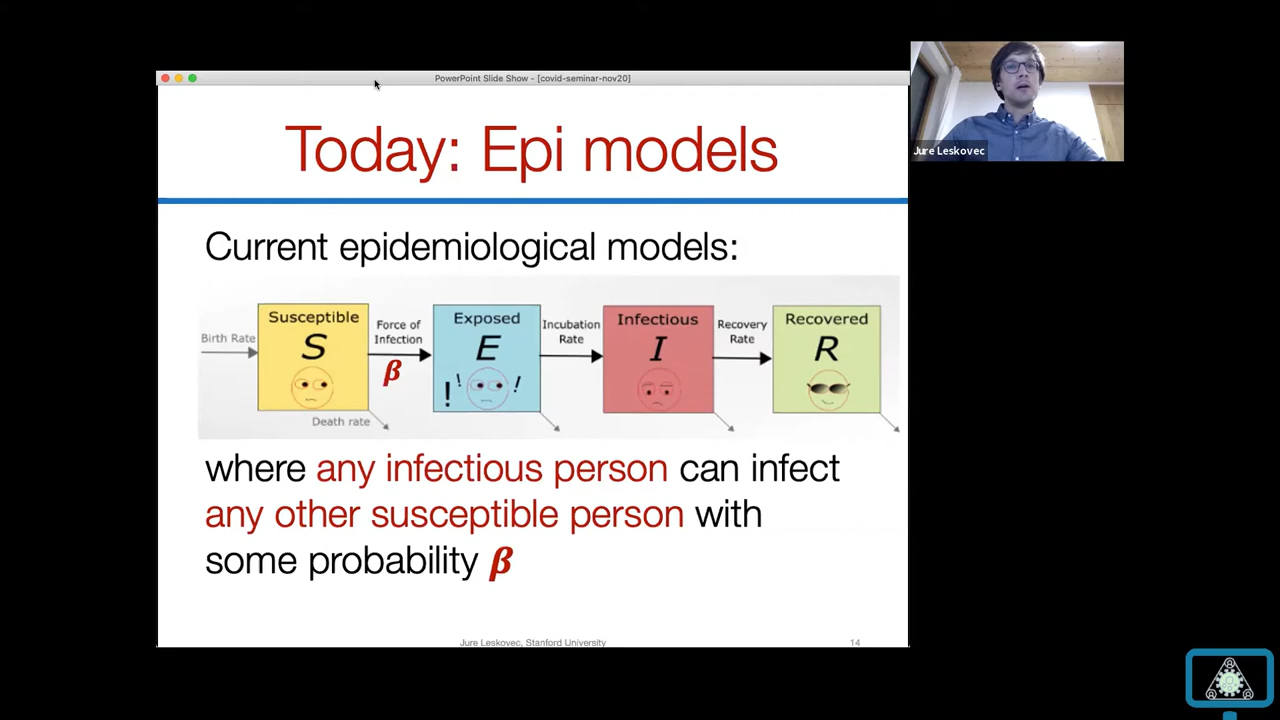 PowerPoint Slide Show - [covid-seminar-nov20]
Jure Leskovec
Today: Epi models
Current epidemiological models:
Birth Rate
Susceptible
S
Death rate
Force of
Infection
β
Exposed
E
! ! !
Incubation
Rate
Infectious
I
Recovery
Rate
Recovered
R
where any infectious person can infect
any other susceptible person with
some probability β
Jure Leskovec, Stanford University
14